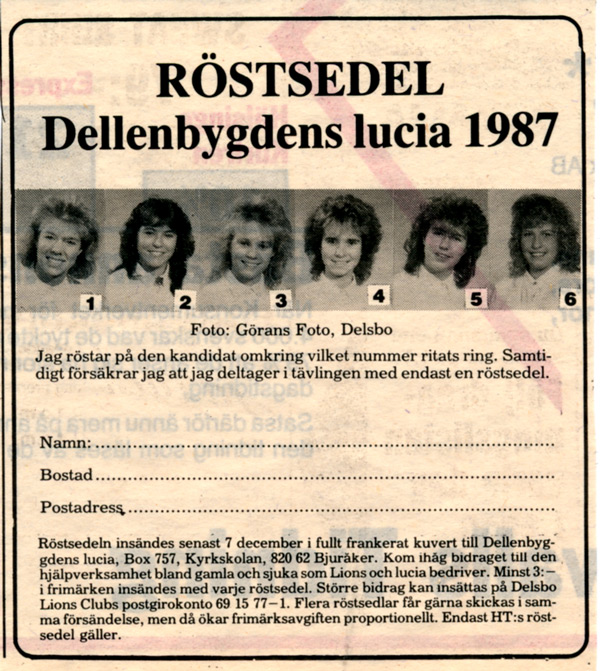 RÖSTSEDEL
Dellenbygdens lucia 1987
1 2 3 4 5 6
Foto: Görans Foto, Delsbo
Jag röstar på den kandidat omkring vilket nummer ritats ring. Samti-
digt försäkrar jag att jag deltager i tävlingen med endast en röstsedel.
Namn:
Bostad
Postadress
Röstsedeln insändes senast 7 december i fullt frankerat kuvert till Dellenbyg-
dens lucia, Box 757, Kyrkskolan, 820 62 Bjuråker. Kom ihåg bidraget till den
hjälpverksamhet bland gamla och sjuka som Lions och lucia bedriver. Minst 3:—
i frimärken insändes med varje röstsedel. Större bidrag kan insättas på Delsbo
Lions Clubs postgirokonto 69 15 77—1. Flera röstsedlar får gärna skickas i sam-
ma försändelse, men då ökar frimärksavgiften proportionellt. Endast HT:s röst-
sedel gäller.